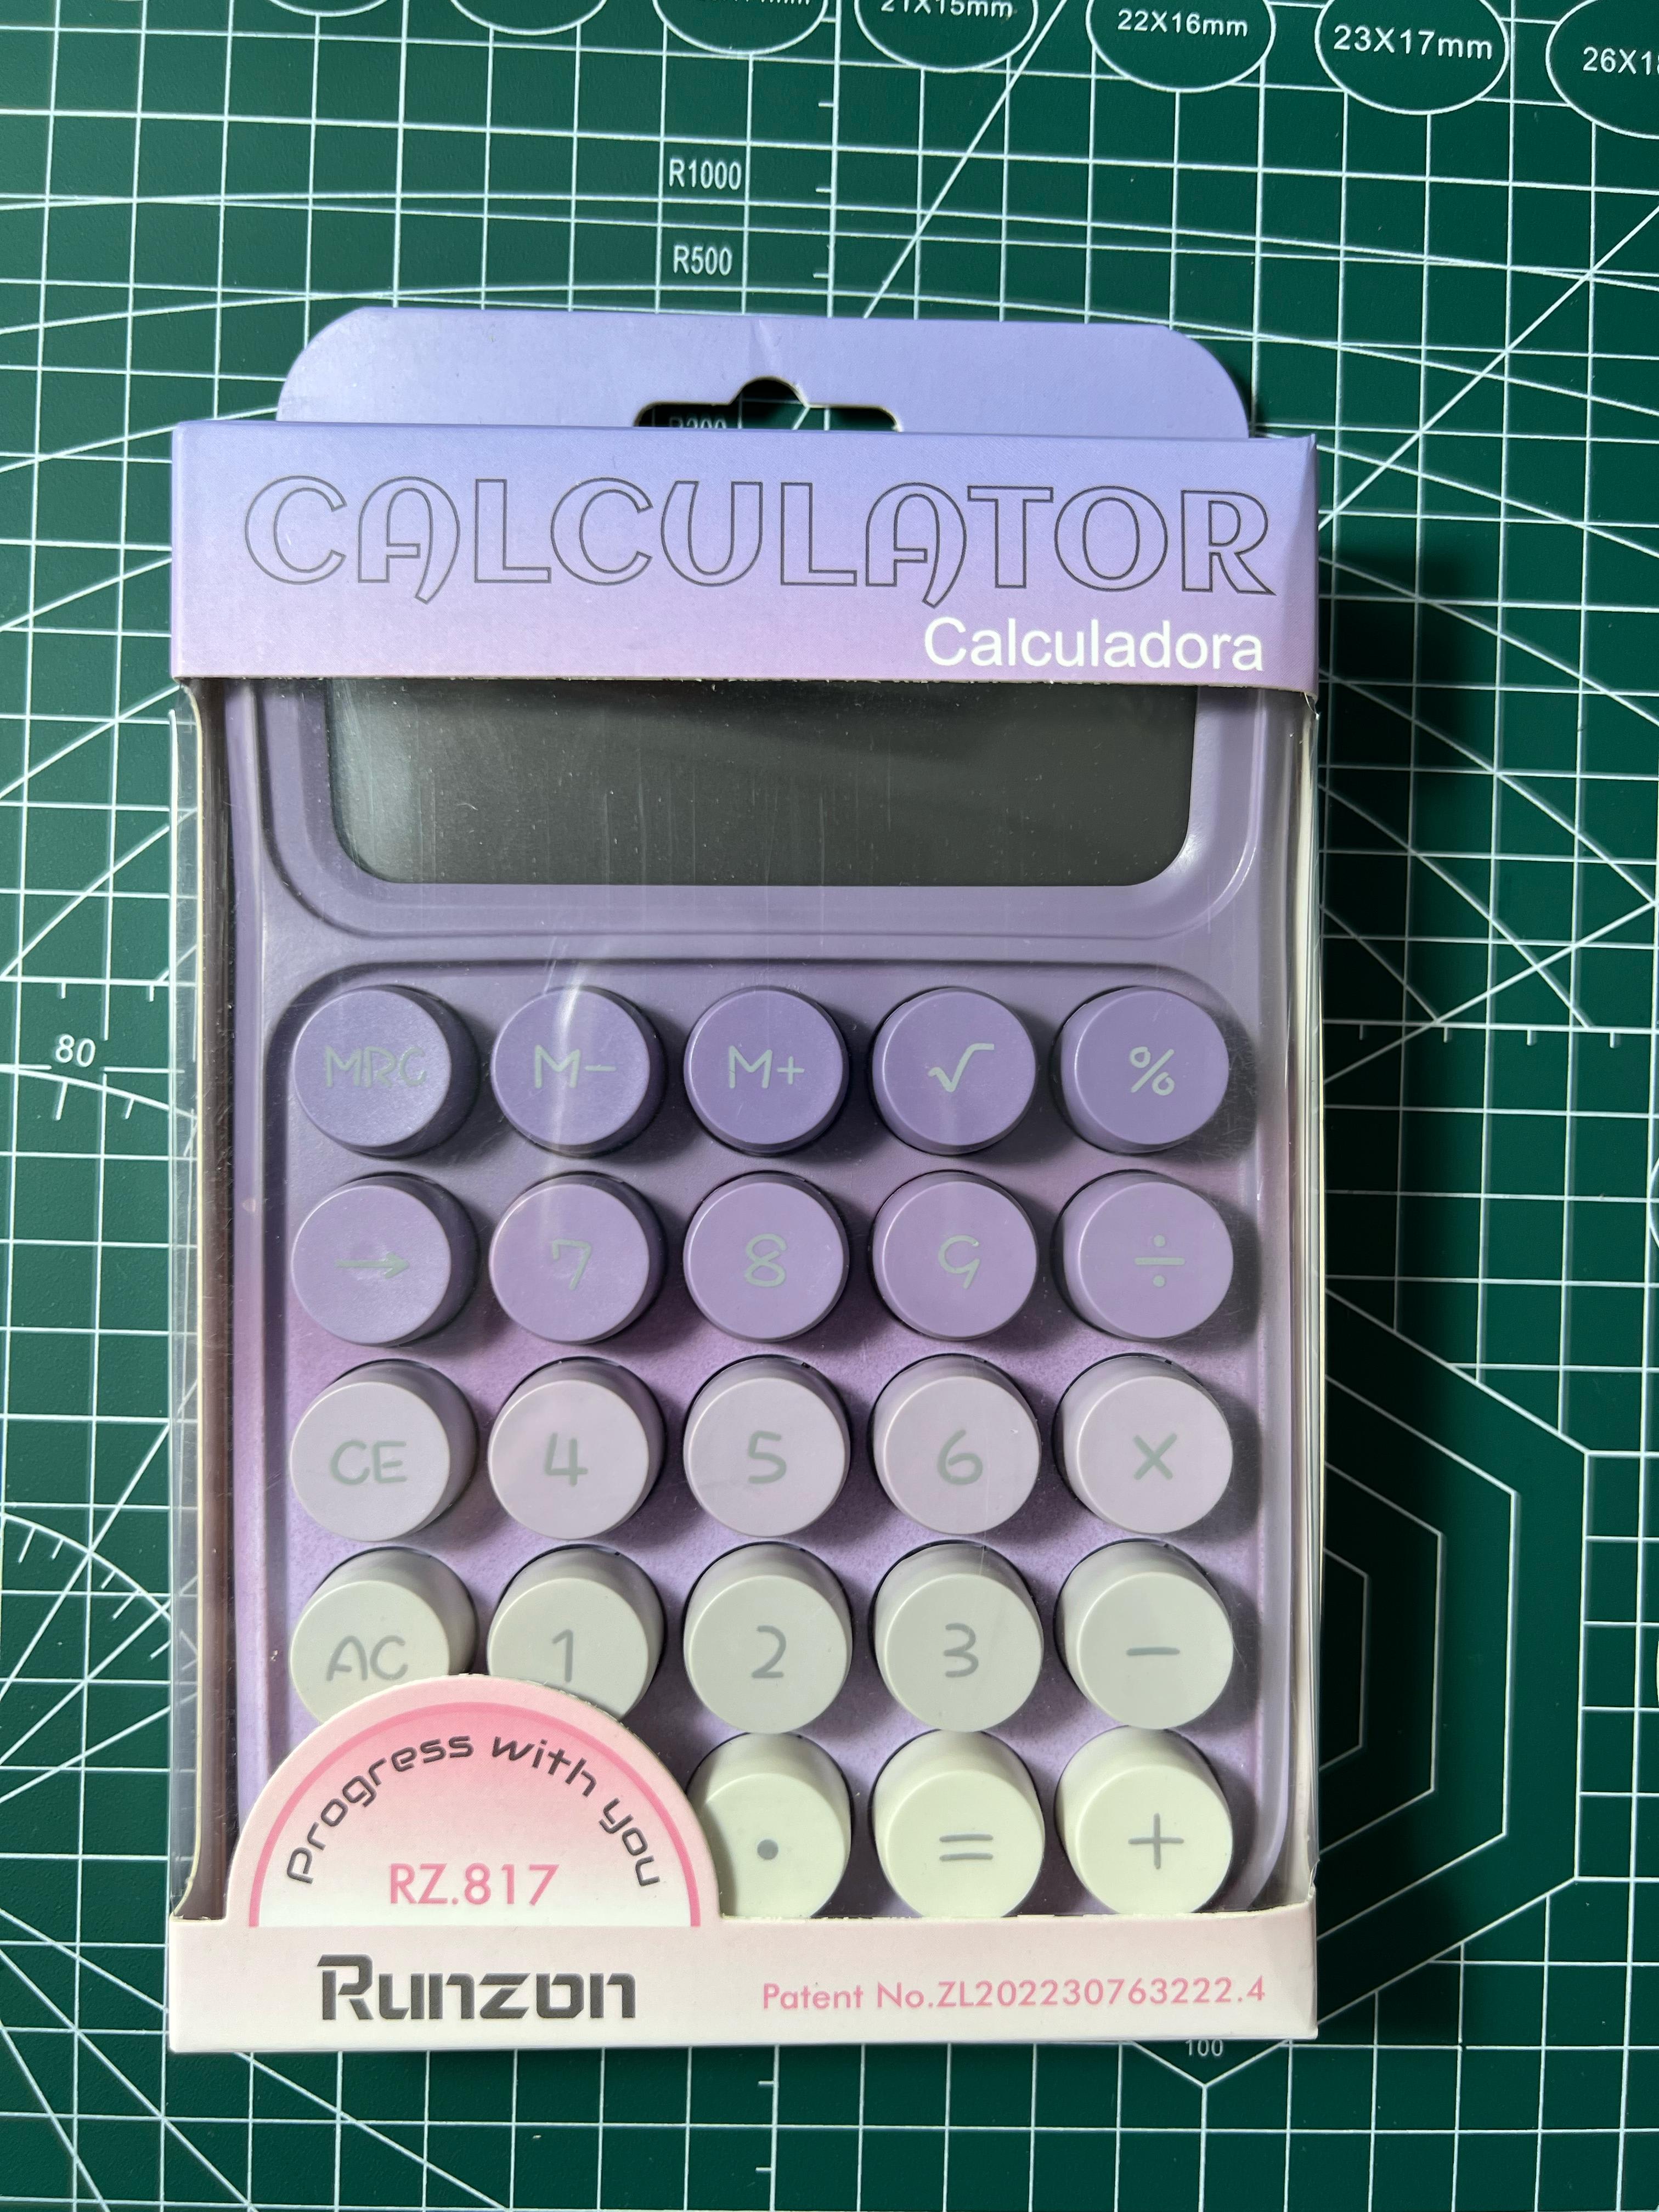 21X15mm
22X16mm
23X17mm
R1000
R500
CALCULATOR
Calculadora
80
MRC M- M+ √ %
→ 7 8 9 ÷
CE 4 5 6 X
AC 1 2 3 -
. = +
Progress with you
RZ.817
Runzon
Patent No.ZL202230763222.4
100